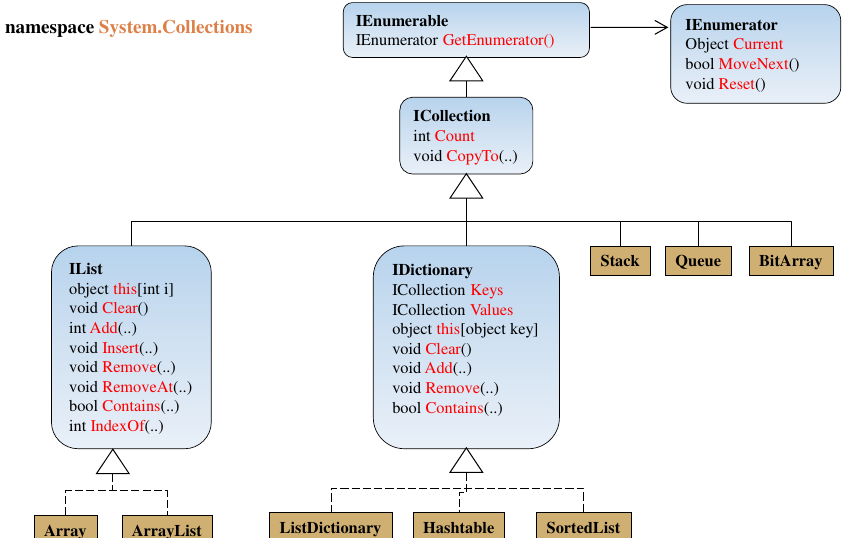 namespace System.Collections
IEnumerable
IEnumerator GetEnumerator()
IEnumerator
Object Current
bool MoveNext()
void Reset()
ICollection
int Count
void CopyTo(..)
IList
object this[int i]
void Clear()
int Add(..)
void Insert(..)
void Remove(..)
void RemoveAt(..)
bool Contains(..)
int IndexOf(..)
IDictionary
ICollection Keys
ICollection Values
object this[object key]
void Clear()
void Add(..)
void Remove(..)
bool Contains(..)
Stack
Queue
BitArray
Array
ArrayList
ListDictionary
Hashtable
SortedList